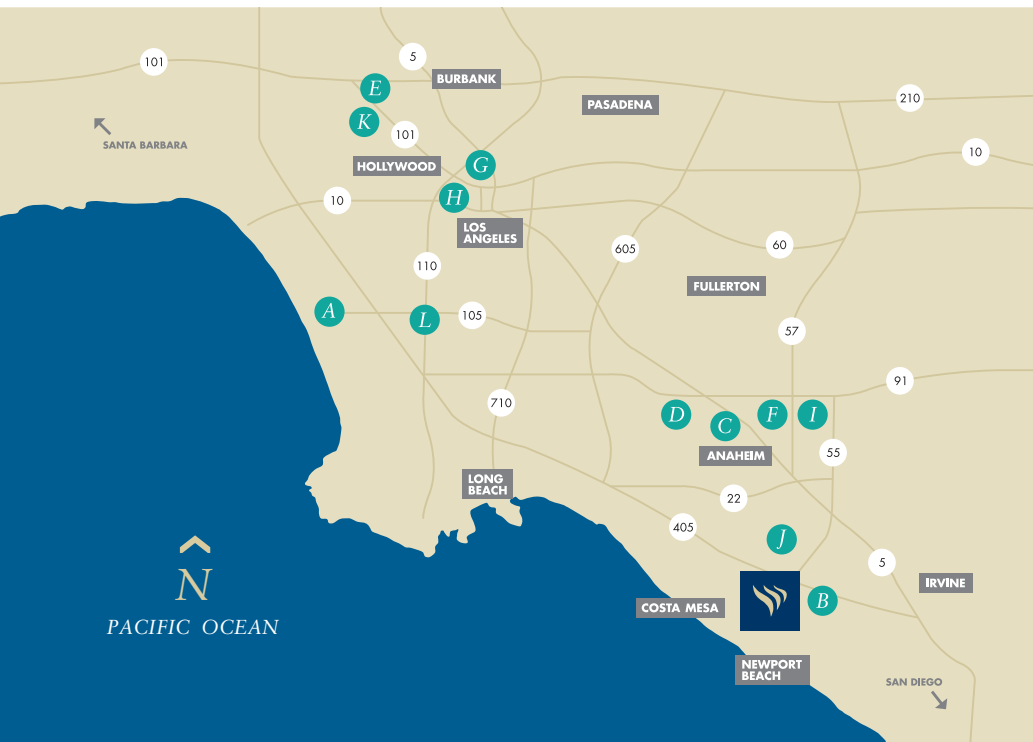 5
101
BURBANK
E
210
PASADENA
K
101
SANTA BARBARA
10
HOLLYWOOD
G
H
10
LOS
ANGELES
60
605
110
FULLERTON
A
L
105
57
91
710
D
C
F
I
55
ANAHEIM
LONG
BEACH
22
405
J
5
N
IRVINE
B
COSTA MESA
PACIFIC OCEAN
NEWPORT
BEACH
SAN DIEGO